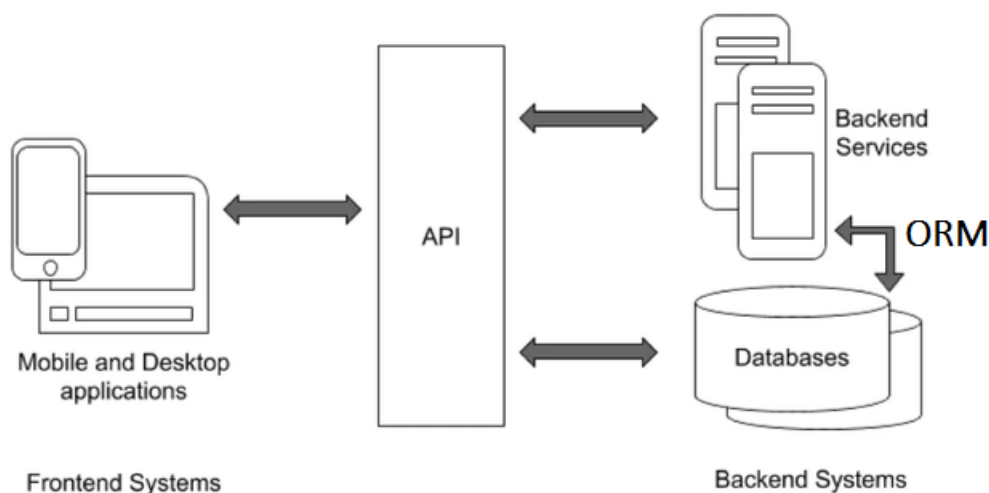 Backend
Services
ORM
API
Mobile and Desktop
applications
Databases
Frontend Systems
Backend Systems